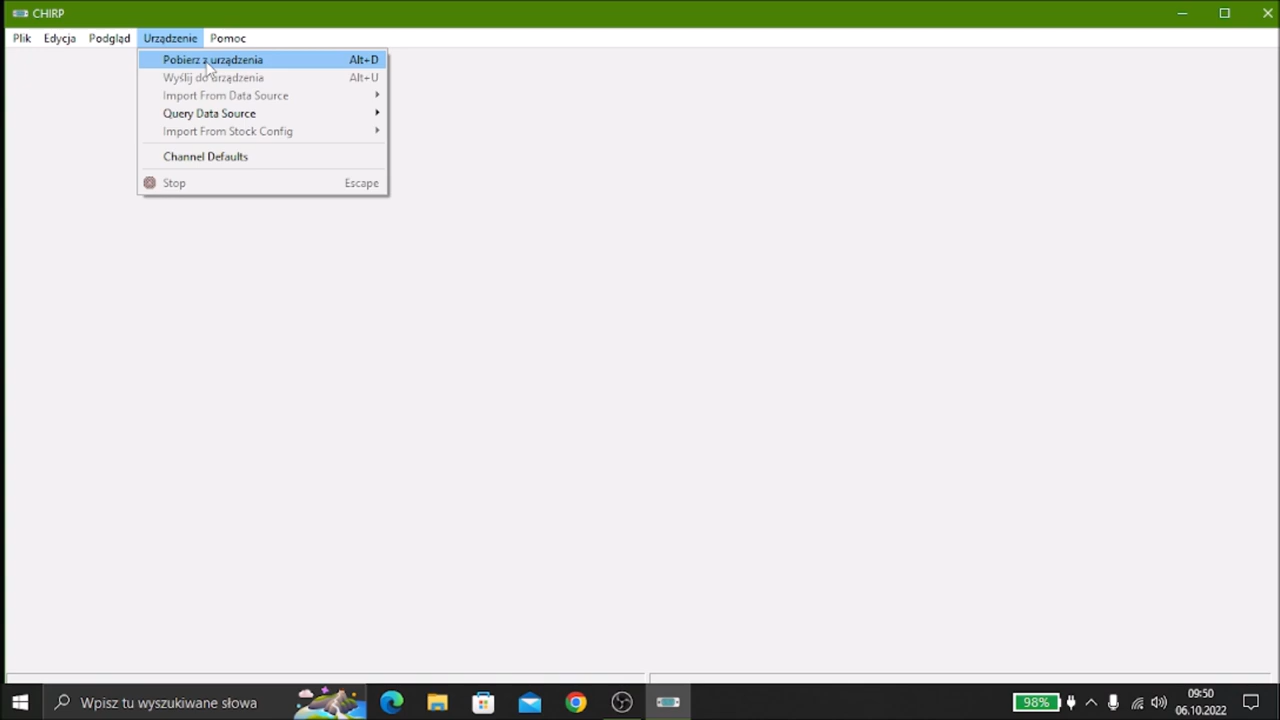 CHIRP
Plik Edycja Podgląd Urządzenie Pomoc
Pobierz z urządzenia Alt+D
Wyślij do urządzenia Alt+U
Import From Data Source
Query Data Source
Import From Stock Config
Channel Defaults
Stop Escape
Wpisz tu wyszukiwane słowa
98%
09:50
06.10.2022